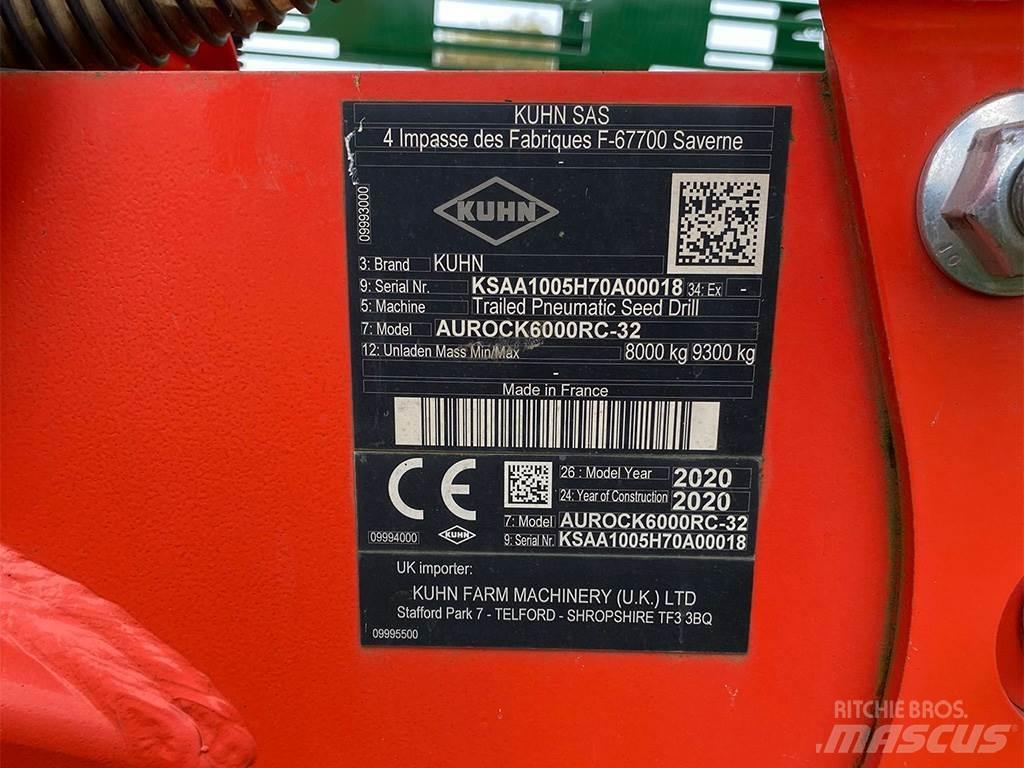 KUHN SAS
4 Impasse des Fabriques F-67700 Saverne
-
09993000
KUHN
3: Brand KUHN
9: Serial Nr. KSAA1005H70A00018 34: Ex -
5: Machine Trailed Pneumatic Seed Drill
7: Model AUROCK6000RC-32
12: Unladen Mass Min/Max 8000 kg 9300 kg
-
Made in France
CE
26 : Model Year 2020
24: Year of Construction 2020
7: Model AUROCK6000RC-32
09994000 KUHN 9: Serial Nr. KSAA1005H70A00018
UK importer:
KUHN FARM MACHINERY (U.K.) LTD
Stafford Park 7 - TELFORD - SHROPSHIRE TF3 3BQ
09995500
10
RITCHIE BROS.
MASCUS